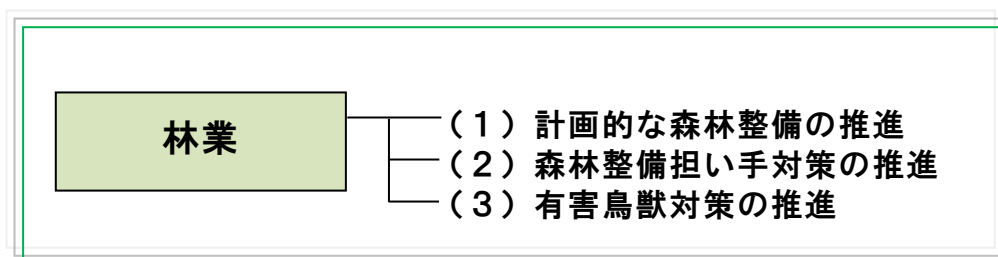 林業
（１）計画的な森林整備の推進
（２）森林整備担い手対策の推進
（３）有害鳥獣対策の推進